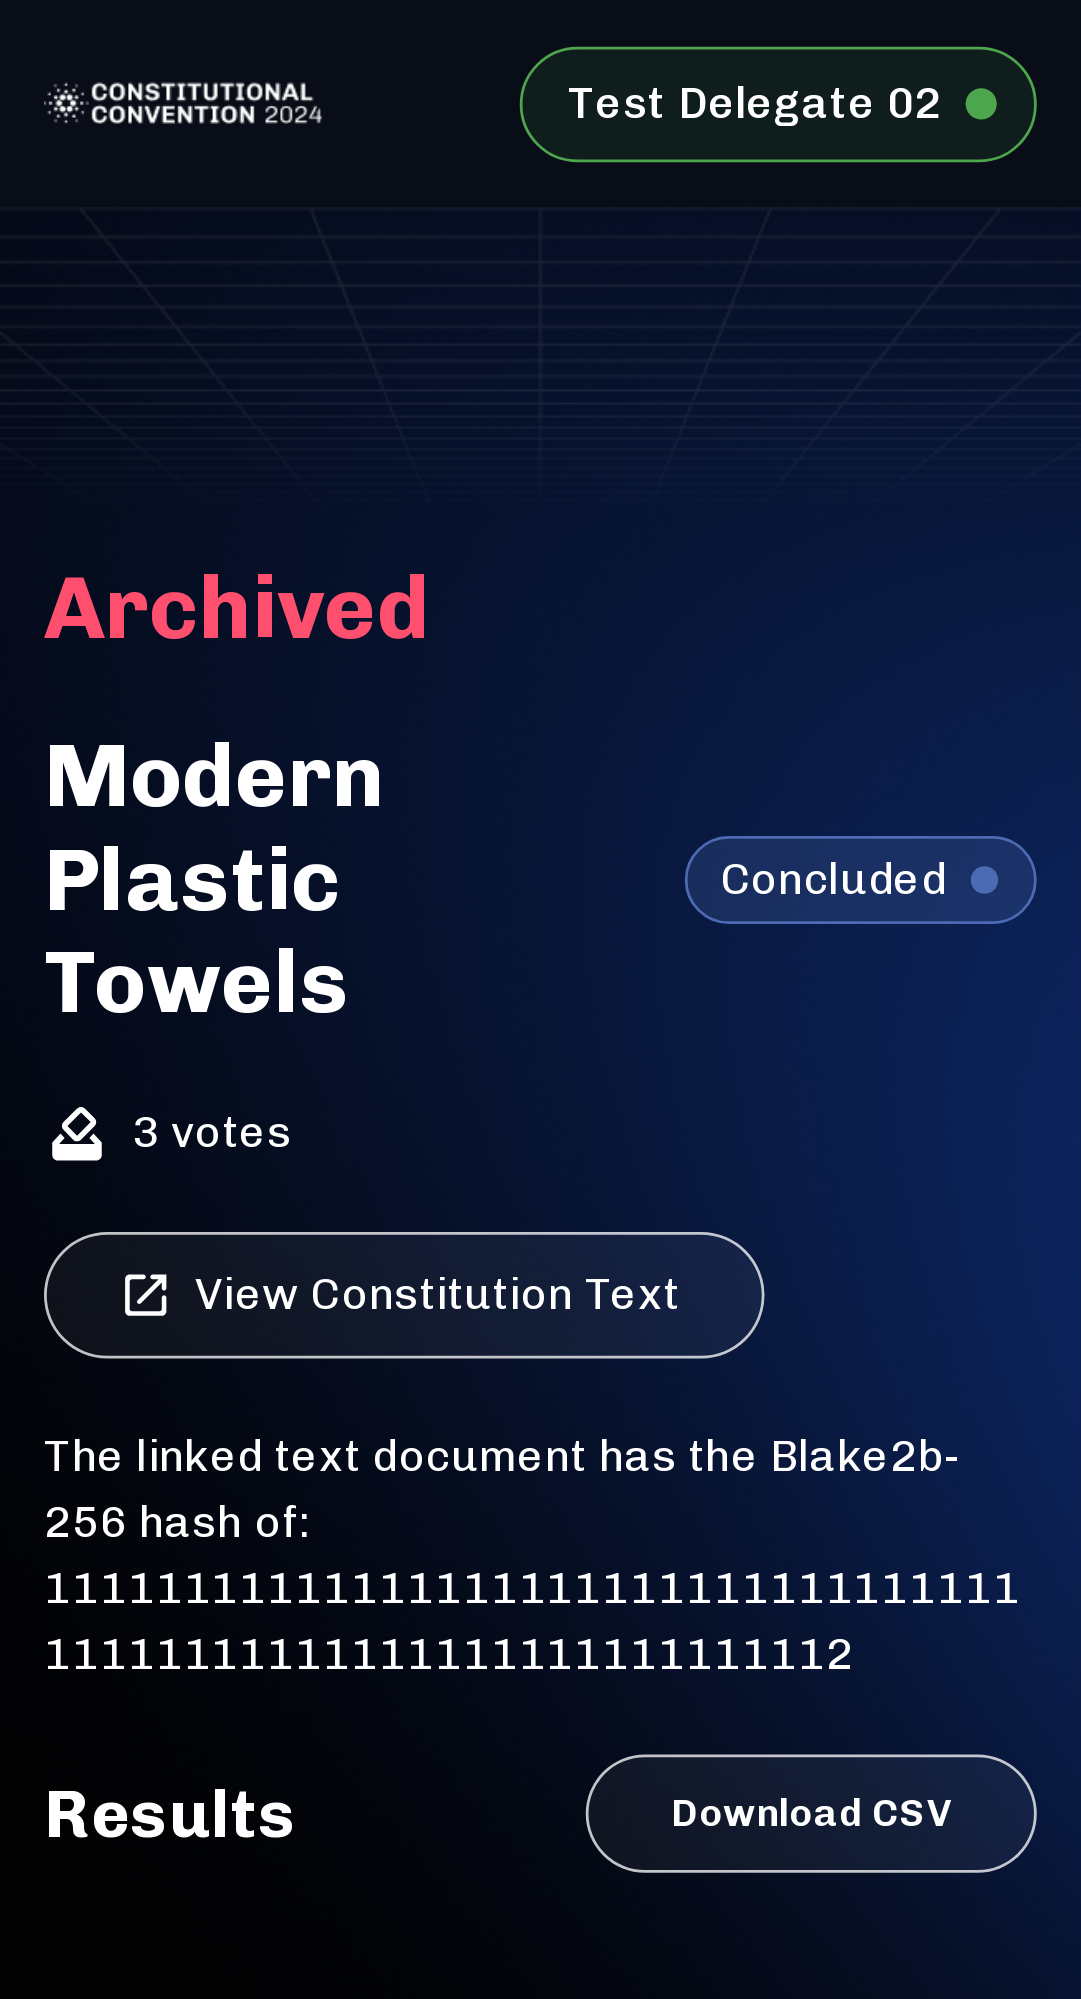 CONSTITUTIONAL
CONVENTION 2024
Test Delegate 02
Archived
Modern
Plastic
Towels
Concluded
3 votes
View Constitution Text
The linked text document has the Blake2b-
256 hash of:
11111111111111111111111111111111111
11111111111111111111111111112
Results
Download CSV